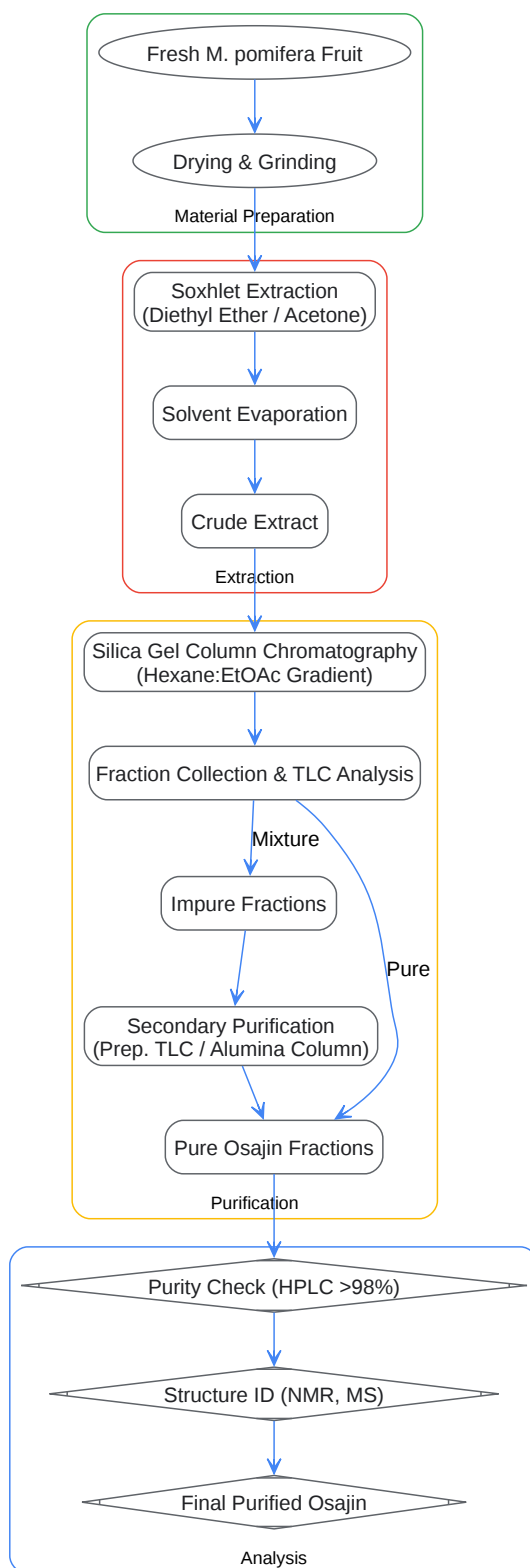 Fresh M. pomifera Fruit
Drying & Grinding
Material Preparation
Soxhlet Extraction
(Diethyl Ether / Acetone)
Solvent Evaporation
Crude Extract
Extraction
Silica Gel Column Chromatography
(Hexane:EtOAc Gradient)
Fraction Collection & TLC Analysis
Mixture
Impure Fractions
Pure
Secondary Purification
(Prep. TLC / Alumina Column)
Pure Osajin Fractions
Purification
Purity Check (HPLC >98%)
Structure ID (NMR, MS)
Final Purified Osajin
Analysis